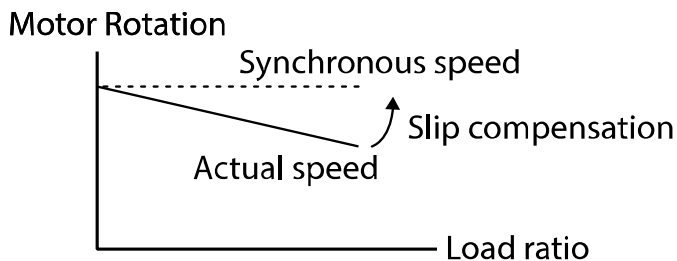 Motor Rotation
Synchronous speed
Slip compensation
Actual speed
Load ratio